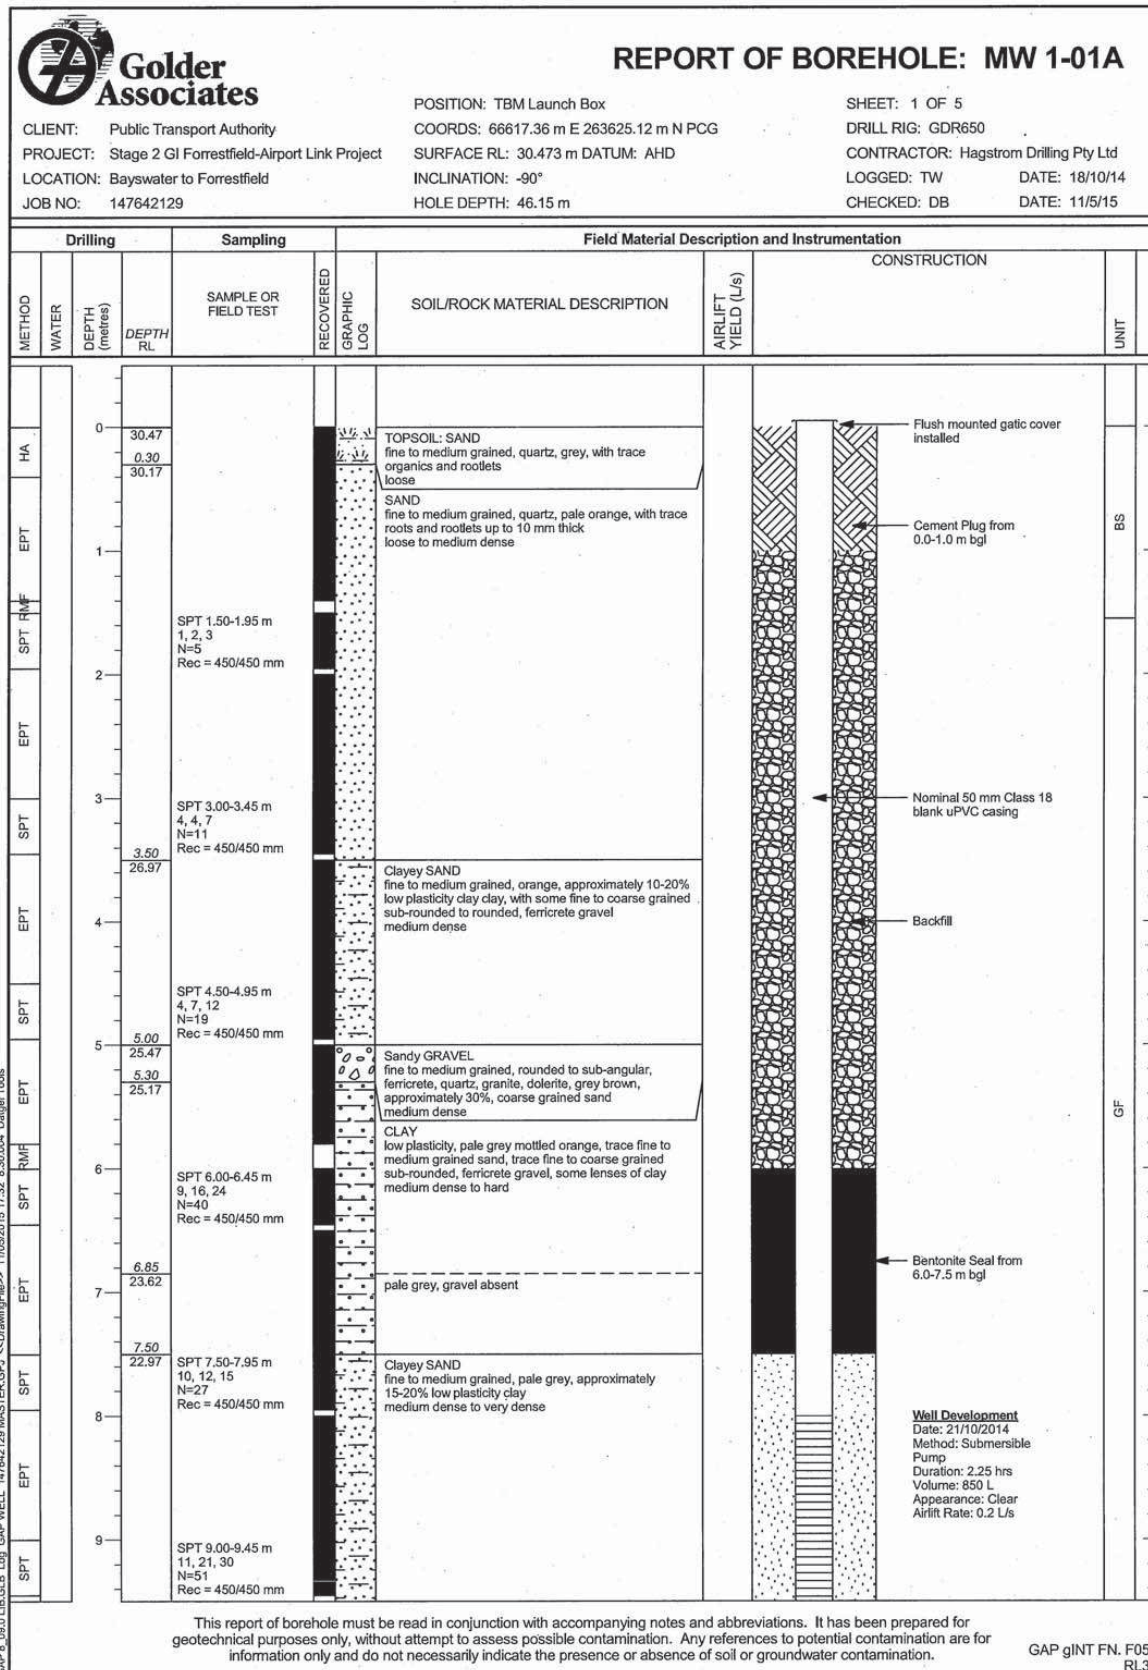 Golder
Associates
REPORT OF BOREHOLE: MW 1-01A
CLIENT: Public Transport Authority
PROJECT: Stage 2 GI Forrestfield-Airport Link Project
LOCATION: Bayswater to Forrestfield
JOB NO: 147642129
POSITION: TBM Launch Box
COORDS: 66617.36 m E 263625.12 m N PCG
SURFACE RL: 30.473 m DATUM: AHD
INCLINATION: -90°
HOLE DEPTH: 46.15 m
SHEET: 1 OF 5
DRILL RIG: GDR650
CONTRACTOR: Hagstrom Drilling Pty Ltd
LOGGED: TW DATE: 18/10/14
CHECKED: DB DATE: 11/5/15
Drilling
Sampling
Field Material Description and Instrumentation
METHOD
WATER
DEPTH
(metres)
DEPTH
RL
SAMPLE OR
FIELD TEST
RECOVERED
GRAPHIC
LOG
SOIL/ROCK MATERIAL DESCRIPTION
AIRLIFT
YIELD (L/s)
CONSTRUCTION
UNIT
HA
EPT
RMF
SPT
EPT
SPT
EPT
SPT
EPT
RMF
SPT
EPT
SPT
EPT
SPT
0
1
2
3
4
5
6
7
8
9
30.47
0.30
30.17
3.50
26.97
5.00
25.47
5.30
25.17
6.85
23.62
7.50
22.97
SPT 1.50-1.95 m
1, 2, 3
N=5
Rec = 450/450 mm
SPT 3.00-3.45 m
4, 4, 7
N=11
Rec = 450/450 mm
SPT 4.50-4.95 m
4, 7, 12
N=19
Rec = 450/450 mm
SPT 6.00-6.45 m
9, 16, 24
N=40
Rec = 450/450 mm
SPT 7.50-7.95 m
10, 12, 15
N=27
Rec = 450/450 mm
SPT 9.00-9.45 m
11, 21, 30
N=51
Rec = 450/450 mm
TOPSOIL: SAND
fine to medium grained, quartz, grey, with trace
organics and rootlets
loose
SAND
fine to medium grained, quartz, pale orange, with trace
roots and rootlets up to 10 mm thick
loose to medium dense
Clayey SAND
fine to medium grained, orange, approximately 10-20%
low plasticity clay clay, with some fine to coarse grained
sub-rounded to rounded, ferricrete gravel
medium dense
Sandy GRAVEL
fine to medium grained, rounded to sub-angular,
ferricrete, quartz, granite, dolerite, grey brown,
approximately 30%, coarse grained sand
medium dense
CLAY
low plasticity, pale grey mottled orange, trace fine to
medium grained sand, trace fine to coarse grained
sub-rounded, ferricrete gravel, some lenses of clay
medium dense to hard
pale grey, gravel absent
Clayey SAND
fine to medium grained, pale grey, approximately
15-20% low plasticity clay
medium dense to very dense
Flush mounted gatic cover
installed
Cement Plug from
0.0-1.0 m bgl
Nominal 50 mm Class 18
blank uPVC casing
Backfill
Bentonite Seal from
6.0-7.5 m bgl
Well Development
Date: 21/10/2014
Method: Submersible
Pump
Duration: 2.25 hrs
Volume: 850 L
Appearance: Clear
Airlift Rate: 0.2 L/s
BS
GF
This report of borehole must be read in conjunction with accompanying notes and abbreviations. It has been prepared for
geotechnical purposes only, without attempt to assess possible contamination. Any references to potential contamination are for
information only and do not necessarily indicate the presence or absence of soil or groundwater contamination.
GAP gINT FN. F05
RL3